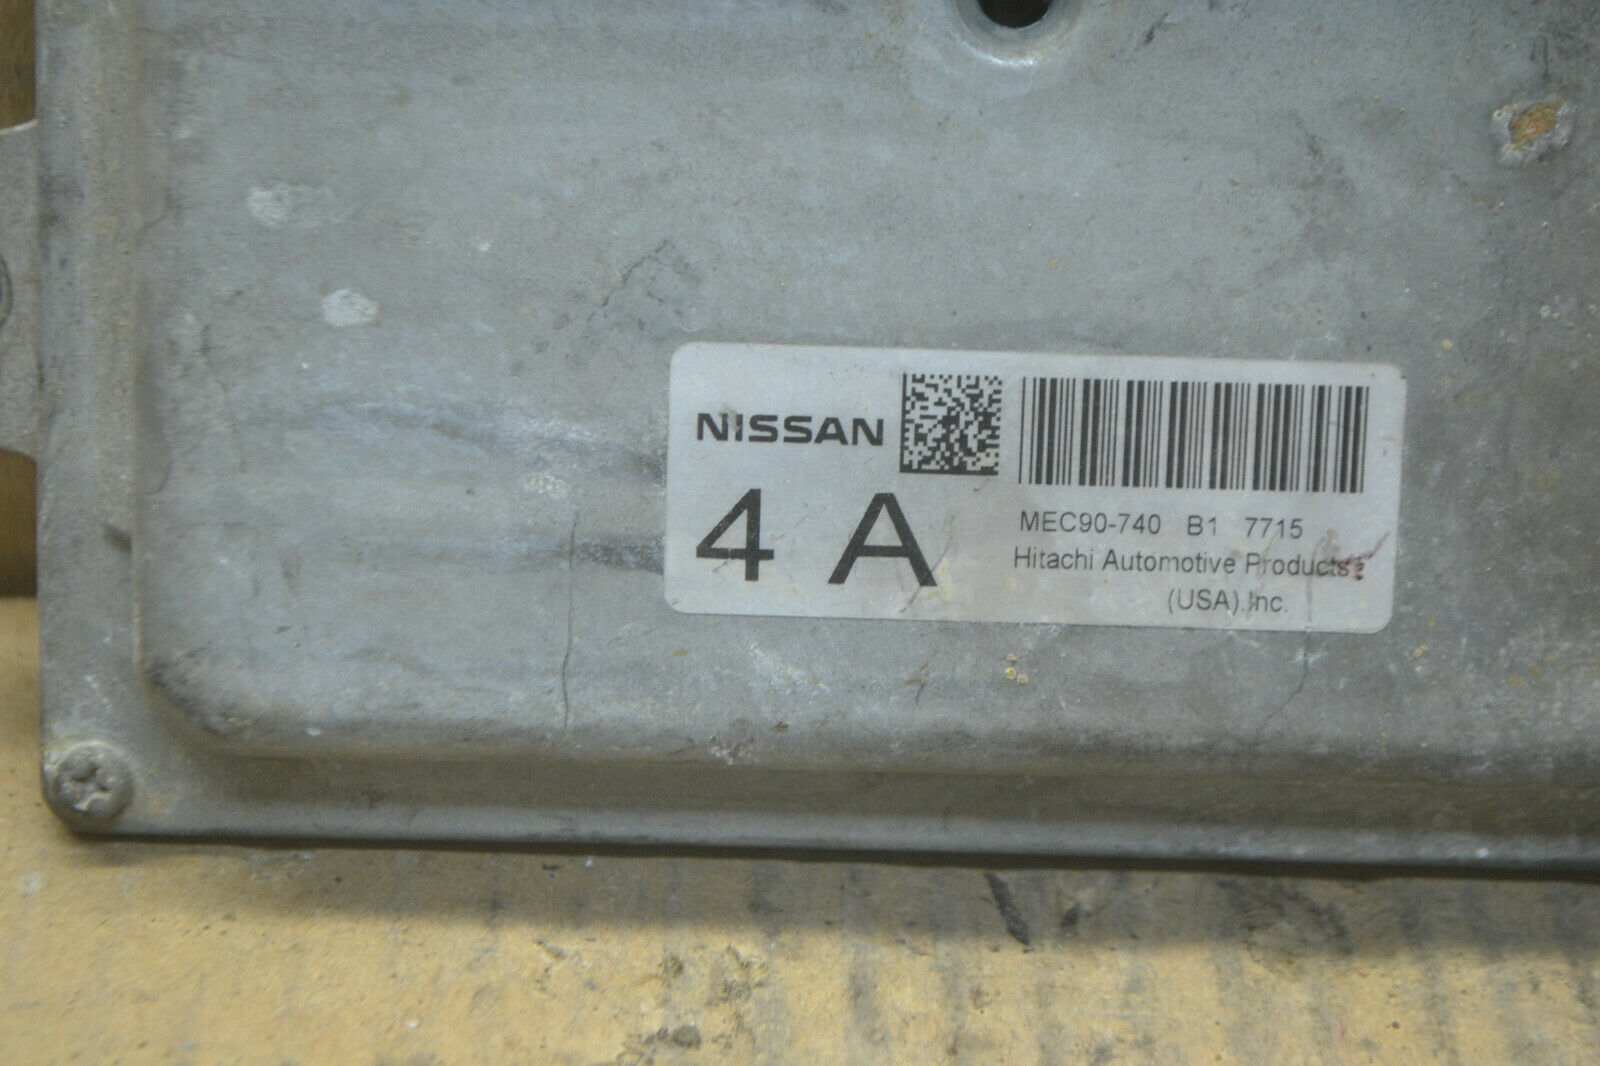 NISSAN
4 A
MEC90-740 B1 7715
Hitachi Automotive Products
(USA).Inc.